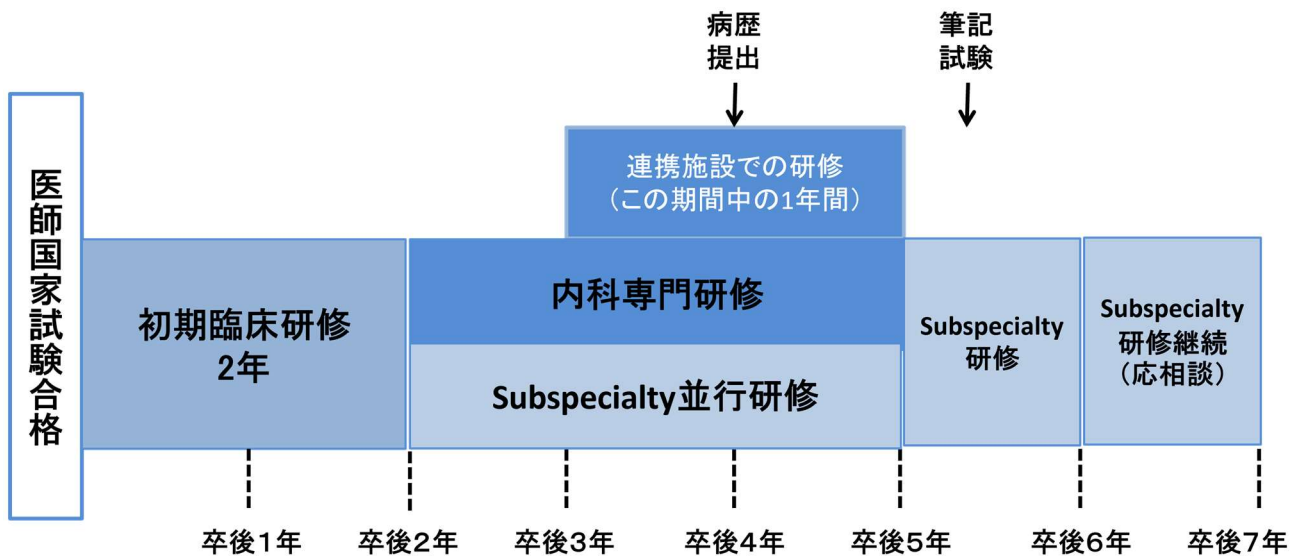 病歴
提出
筆記
試験
医師国家試験合格
連携施設での研修
（この期間中の1年間）
初期臨床研修
2年
内科専門研修
Subspecialty並行研修
Subspecialty
研修
Subspecialty
研修継続
（応相談）
卒後1年
卒後2年
卒後3年
卒後4年
卒後5年
卒後6年
卒後7年